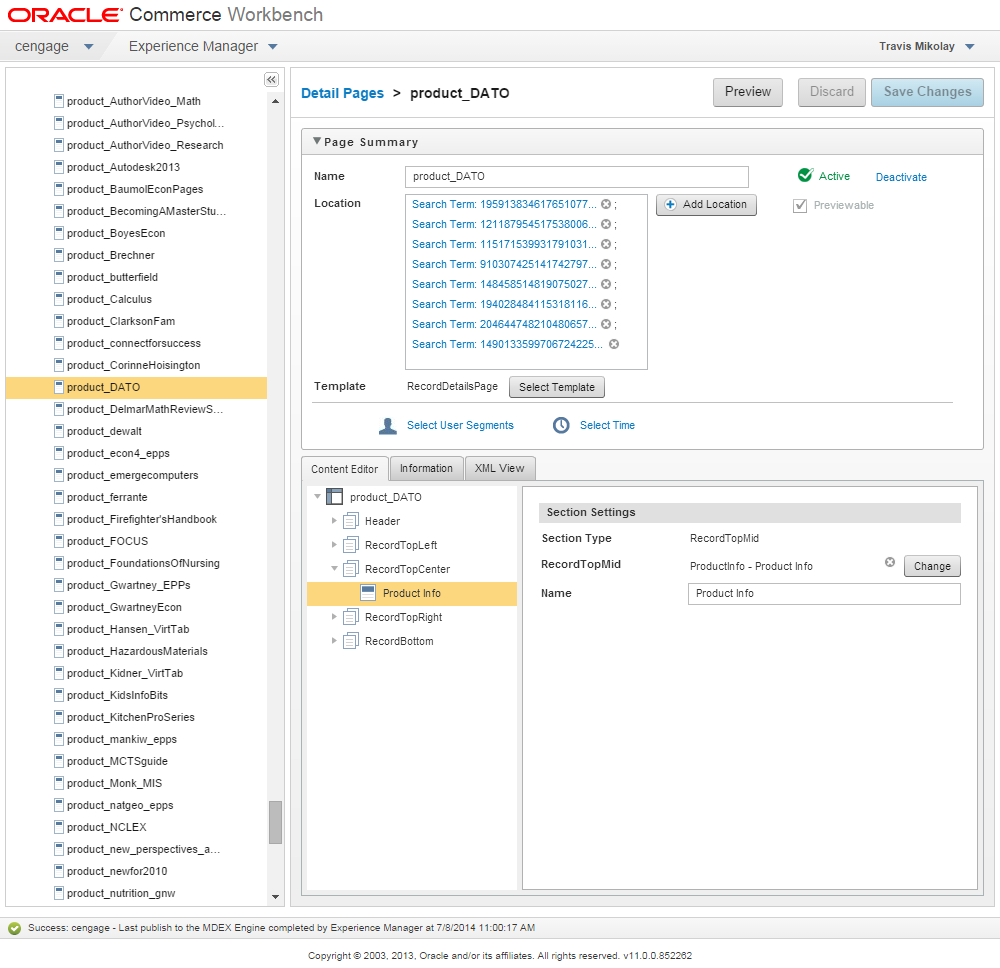 ORACLE Commerce Workbench
cengage Experience Manager Travis Mikolay
product_AuthorVideo_Math
product_AuthorVideo_Psychol...
product_AuthorVideo_Research
product_Autodesk2013
product_BaumolEconPages
product_BecomingAMasterStu...
product_BoyesEcon
product_Brechner
product_butterfield
product_Calculus
product_ClarksonFam
product_connectforsuccess
product_CorinneHoisington
product_DATO
product_DelmarMathReviewS...
product_dewalt
product_econ4_epps
product_emergecomputers
product_ferrante
product_Firefighter'sHandbook
product_FOCUS
product_FoundationsOfNursing
product_Gwartney_EPPs
product_GwartneyEcon
product_Hansen_VirtTab
product_HazardousMaterials
product_Kidner_VirtTab
product_KidsInfoBits
product_KitchenProSeries
product_mankiw_epps
product_MCTSguide
product_Monk_MIS
product_natgeo_epps
product_NCLEX
product_new_perspectives_a...
product_newfor2010
product_nutrition_gnw
Detail Pages > product_DATO Preview Discard Save Changes
Page Summary
Name product_DATO Active Deactivate
Location Search Term: 195913834617651077... ; Add Location Previewable
Search Term: 121187954517538006... ;
Search Term: 115171539931791031... ;
Search Term: 910307425141742797... ;
Search Term: 148458514819075027... ;
Search Term: 194028484115318116... ;
Search Term: 204644748210480657... ;
Search Term: 1490133599706724225...
Template RecordDetailsPage Select Template
Select User Segments Select Time
Content Editor Information XML View
product_DATO
Header
RecordTopLeft
RecordTopCenter
Product Info
RecordTopRight
RecordBottom
Section Settings
Section Type RecordTopMid
RecordTopMid ProductInfo - Product Info Change
Name Product Info
Success: cengage - Last publish to the MDEX Engine completed by Experience Manager at 7/8/2014 11:00:17 AM
Copyright © 2003, 2013, Oracle and/or its affiliates. All rights reserved. v11.0.0.852262